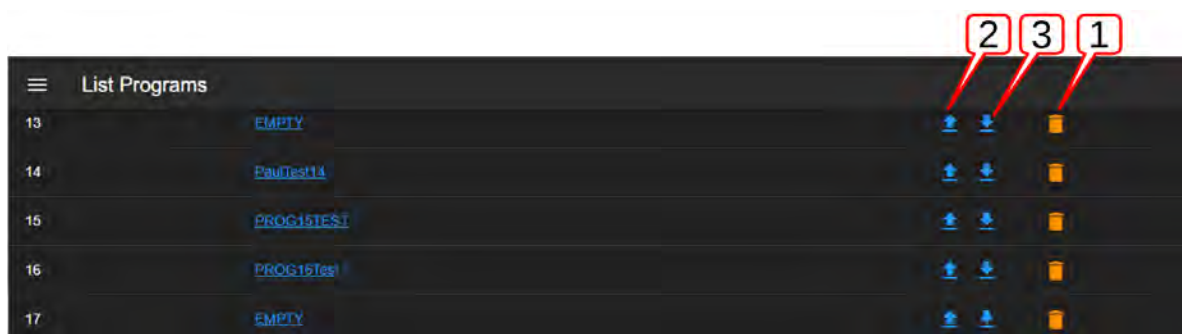 2 3 1
List Programs
13 EMPTY
14 PaulTest14
15 PROG15TEST
16 PROG16Test
17 EMPTY